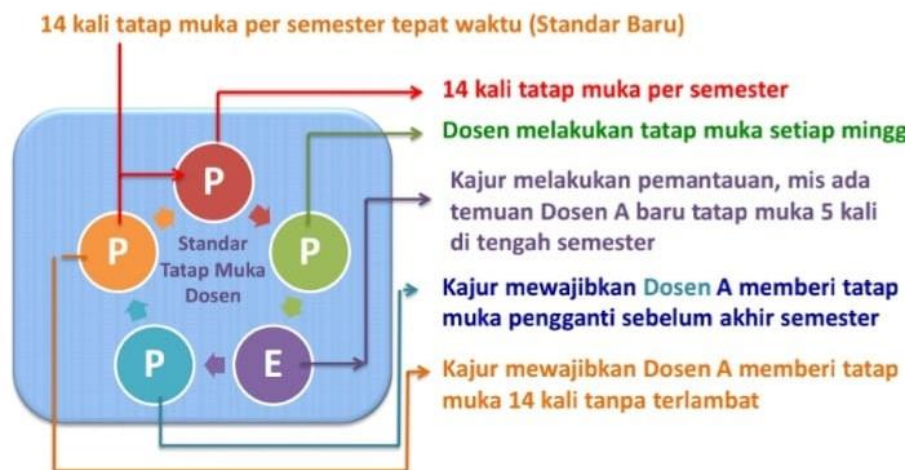 14 kali tatap muka per semester tepat waktu (Standar Baru)
14 kali tatap muka per semester
Dosen melakukan tatap muka setiap mingg
Kajur melakukan pemantauan, mis ada
temuan Dosen A baru tatap muka 5 kali
di tengah semester
Kajur mewajibkan Dosen A memberi tatap
muka pengganti sebelum akhir semester
Kajur mewajibkan Dosen A memberi tatap
muka 14 kali tanpa terlambat
P
P
P
Standar
Tatap Muka
Dosen
P
E